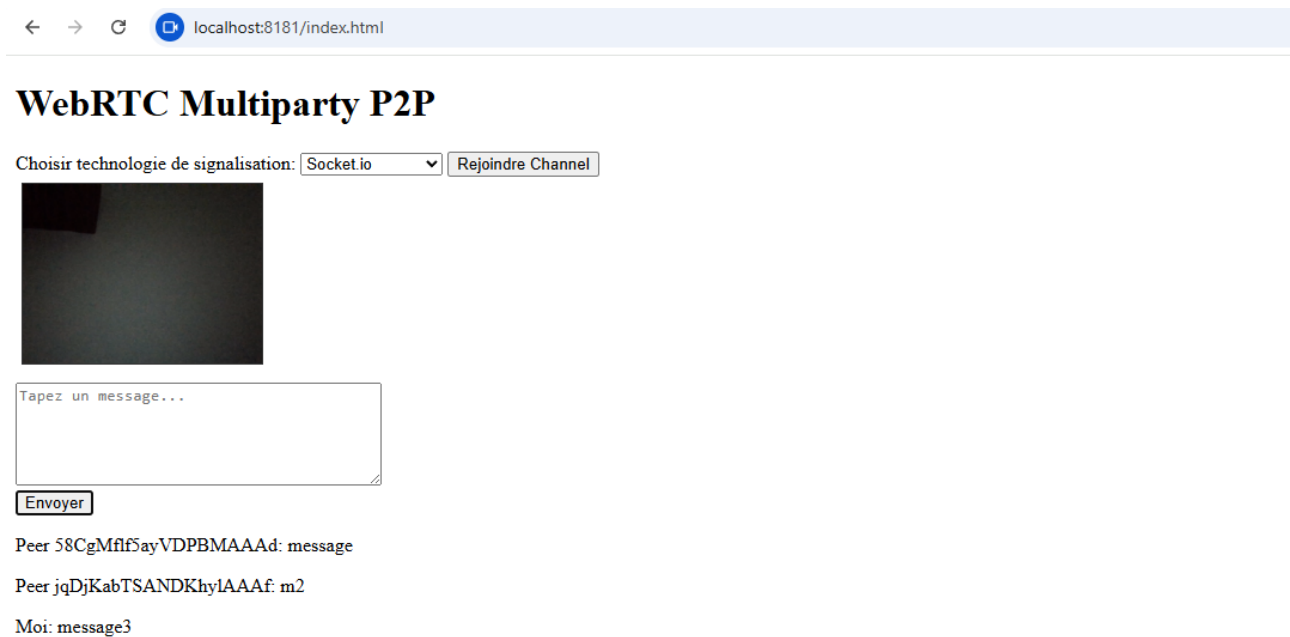 localhost:8181/index.html
WebRTC Multiparty P2P
Choisir technologie de signalisation: Socket.io Rejoindre Channel
Tapez un message...
Envoyer
Peer 58CgMflf5ayVDPBMAAAd: message
Peer jqDjKabTSANDKhylAAAf: m2
Moi: message3